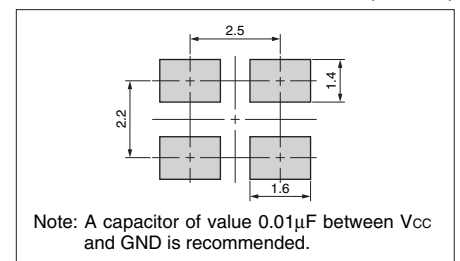 2.5
1.4
2.2
1.6
Note: A capacitor of value 0.01μF between Vcc
and GND is recommended.